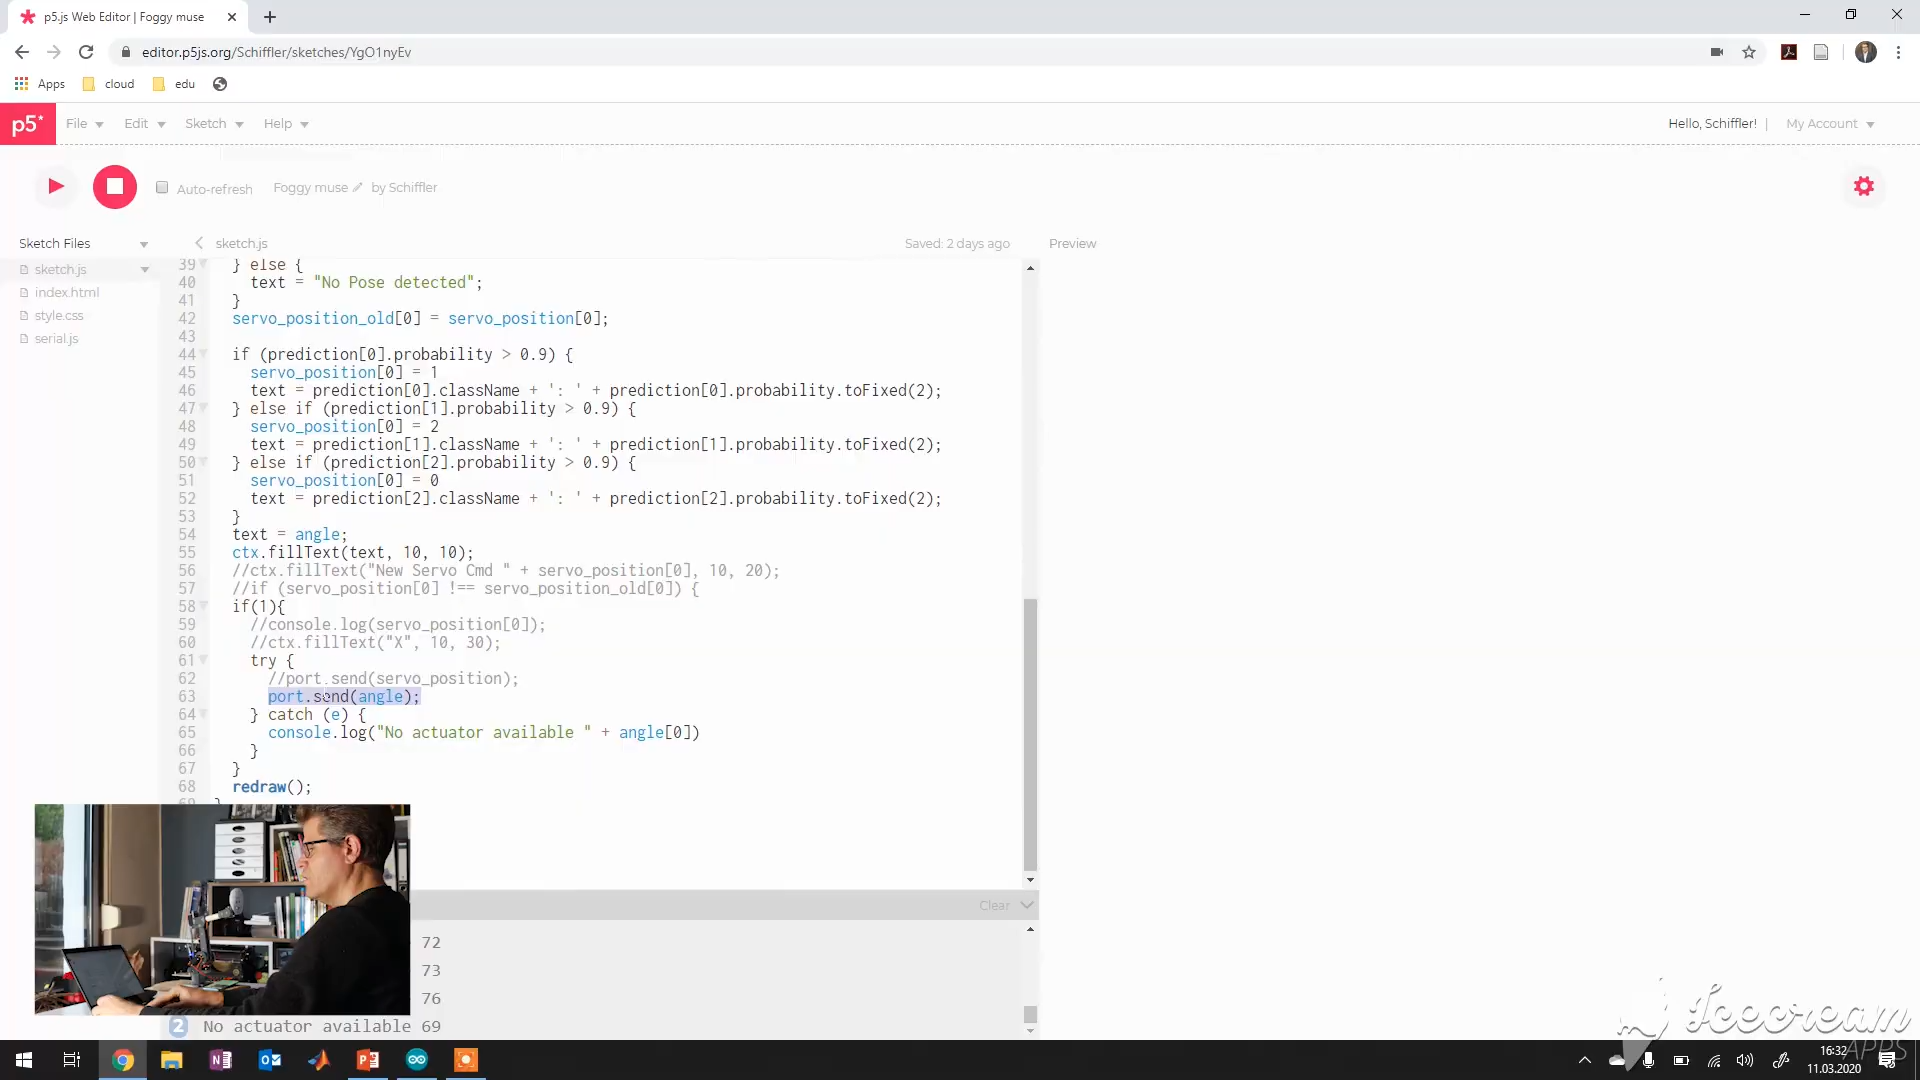 p5.js Web Editor | Foggy muse
editor.p5js.org/Schiffler/sketches/YgO1nyEv
Apps
cloud
edu
p5*
File
Edit
Sketch
Help
Hello, Schiffler! |
My Account
Auto-refresh
Foggy muse
by Schiffler
Sketch Files
sketch.js
Saved: 2 days ago
Preview
sketch.js
index.html
style.css
serial.js
39 } else {
40 text = "No Pose detected";
41 }
42 servo_position_old[0] = servo_position[0];
43
44 if (prediction[0].probability > 0.9) {
45 servo_position[0] = 1
46 text = prediction[0].className + ': ' + prediction[0].probability.toFixed(2);
47 } else if (prediction[1].probability > 0.9) {
48 servo_position[0] = 2
49 text = prediction[1].className + ': ' + prediction[1].probability.toFixed(2);
50 } else if (prediction[2].probability > 0.9) {
51 servo_position[0] = 0
52 text = prediction[2].className + ': ' + prediction[2].probability.toFixed(2);
53 }
54 text = angle;
55 ctx.fillText(text, 10, 10);
56 //ctx.fillText("New Servo Cmd " + servo_position[0], 10, 20);
57 //if (servo_position[0] !== servo_position_old[0]) {
58 if(1){
59 //console.log(servo_position[0]);
60 //ctx.fillText("X", 10, 30);
61 try {
62 //port.send(servo_position);
63 port.send(angle);
64 } catch (e) {
65 console.log("No actuator available " + angle[0])
66 }
67 }
68 redraw();
Clear
72
73
76
2 No actuator available 69
Icecream
APPS
16:32
11.03.2020